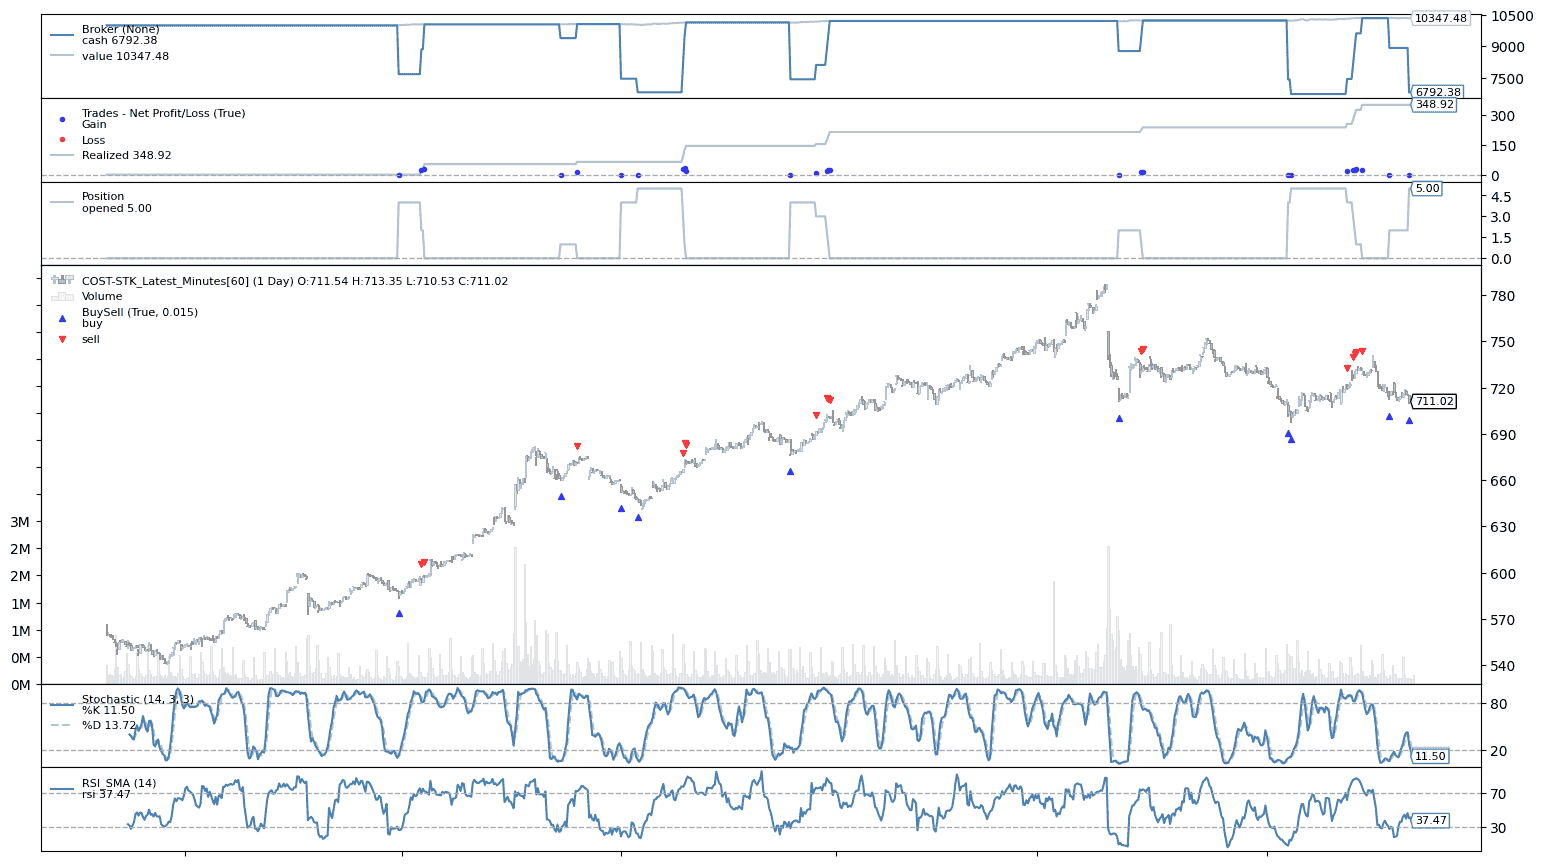 Broker (None)
cash 6792.38
value 10347.48
10347.48
10500
9000
7500
6792.38
Trades - Net Profit/Loss (True)
Gain
Loss
Realized 348.92
348.92
300
150
0
Position
opened 5.00
5.00
4.5
3.0
1.5
0.0
COST-STK_Latest_Minutes[60] (1 Day) O:711.54 H:713.35 L:710.53 C:711.02
Volume
BuySell (True, 0.015)
buy
sell
780
750
720
711.02
690
660
630
600
570
540
3M
2M
2M
1M
1M
0M
0M
Stochastic (14, 3, 3)
%K 11.50
%D 13.72
80
20
11.50
RSI_SMA (14)
rsi 37.47
70
37.47
30